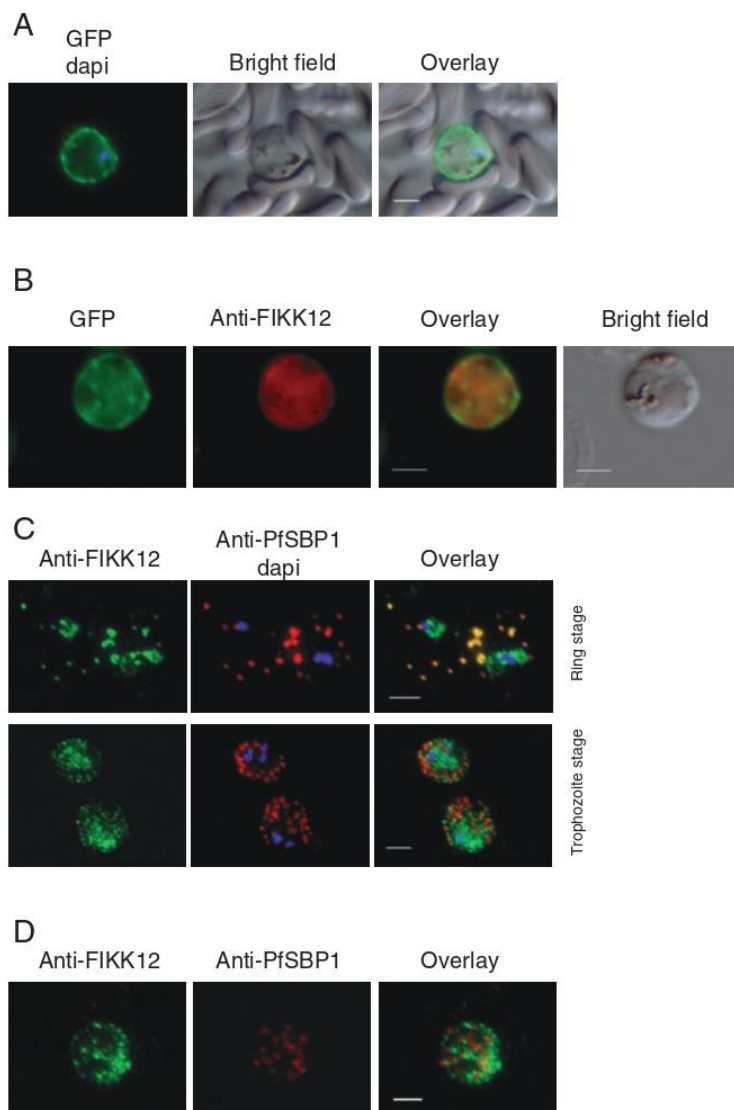 A
GFP
dapi
Bright field
Overlay
B
GFP
Anti-FIKK12
Overlay
Bright field
C
Anti-FIKK12
Anti-PfSBP1
dapi
Overlay
Ring stage
Trophozoite stage
D
Anti-FIKK12
Anti-PfSBP1
Overlay